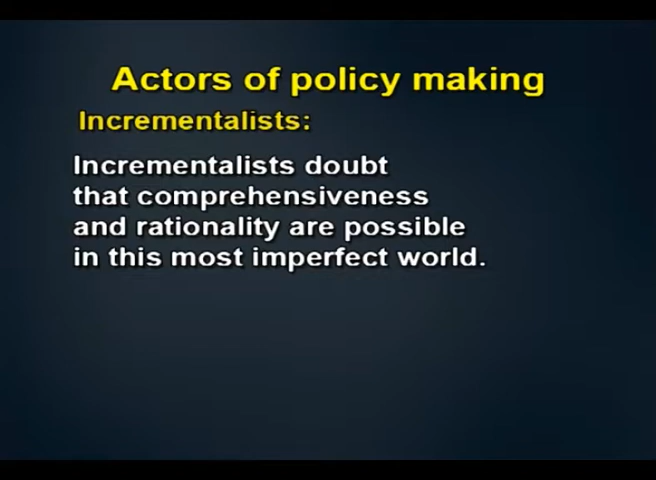 Actors of policy making
Incrementalists:
Incrementalists doubt
that comprehensiveness
and rationality are possible
in this most imperfect world.